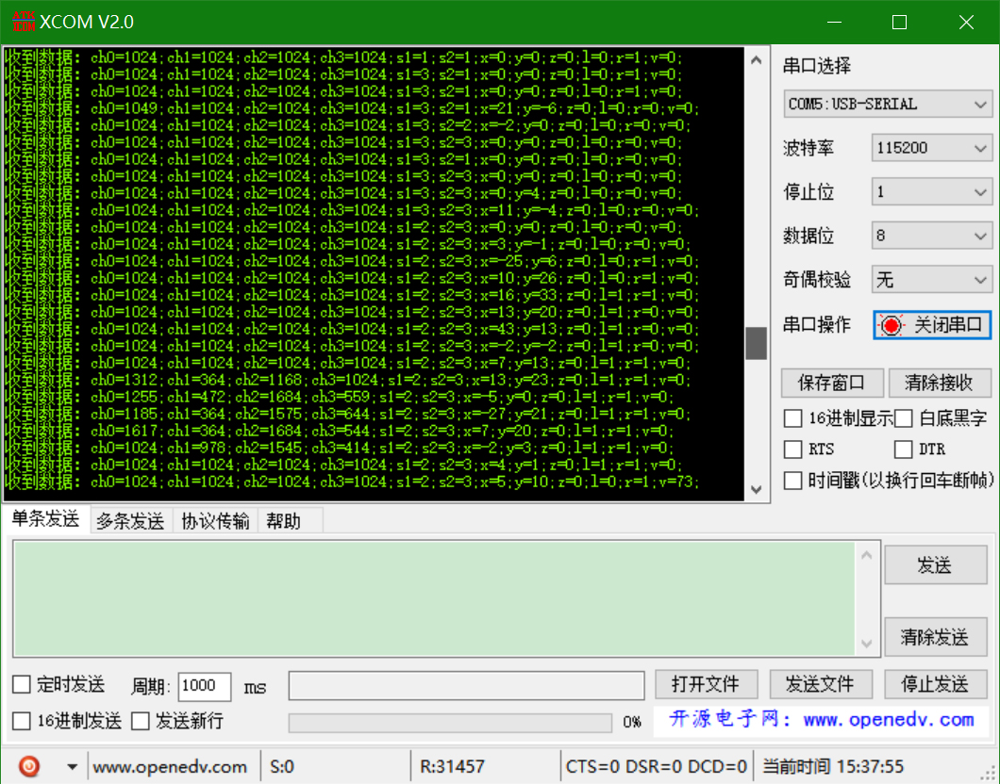 XCOM V2.0
收到数据: ch0=1024;ch1=1024;ch2=1024;ch3=1024;s1=1;s2=1;x=0;y=0;z=0;l=0;r=1;v=0;
收到数据: ch0=1024;ch1=1024;ch2=1024;ch3=1024;s1=3;s2=1;x=0;y=0;z=0;l=0;r=1;v=0;
收到数据: ch0=1024;ch1=1024;ch2=1024;ch3=1024;s1=3;s2=1;x=0;y=0;z=0;l=0;r=1;v=0;
收到数据: ch0=1049;ch1=1024;ch2=1024;ch3=1024;s1=3;s2=1;x=21;y=-6;z=0;l=0;r=0;v=0;
收到数据: ch0=1024;ch1=1024;ch2=1024;ch3=1024;s1=3;s2=2;x=-2;y=0;z=0;l=0;r=0;v=0;
收到数据: ch0=1024;ch1=1024;ch2=1024;ch3=1024;s1=3;s2=2;x=0;y=0;z=0;l=0;r=0;v=0;
收到数据: ch0=1024;ch1=1024;ch2=1024;ch3=1024;s1=3;s2=1;x=0;y=0;z=0;l=0;r=0;v=0;
收到数据: ch0=1024;ch1=1024;ch2=1024;ch3=1024;s1=3;s2=3;x=0;y=0;z=0;l=0;r=0;v=0;
收到数据: ch0=1024;ch1=1024;ch2=1024;ch3=1024;s1=3;s2=3;x=0;y=4;z=0;l=0;r=0;v=0;
收到数据: ch0=1024;ch1=1024;ch2=1024;ch3=1024;s1=3;s2=3;x=11;y=-4;z=0;l=0;r=0;v=0;
收到数据: ch0=1024;ch1=1024;ch2=1024;ch3=1024;s1=2;s2=3;x=0;y=0;z=0;l=0;r=0;v=0;
收到数据: ch0=1024;ch1=1024;ch2=1024;ch3=1024;s1=2;s2=3;x=3;y=-1;z=0;l=0;r=0;v=0;
收到数据: ch0=1024;ch1=1024;ch2=1024;ch3=1024;s1=2;s2=3;x=-25;y=6;z=0;l=0;r=1;v=0;
收到数据: ch0=1024;ch1=1024;ch2=1024;ch3=1024;s1=2;s2=3;x=10;y=26;z=0;l=0;r=1;v=0;
收到数据: ch0=1024;ch1=1024;ch2=1024;ch3=1024;s1=2;s2=3;x=16;y=33;z=0;l=1;r=0;v=0;
收到数据: ch0=1024;ch1=1024;ch2=1024;ch3=1024;s1=2;s2=3;x=13;y=20;z=0;l=1;r=0;v=0;
收到数据: ch0=1024;ch1=1024;ch2=1024;ch3=1024;s1=2;s2=3;x=43;y=13;z=0;l=1;r=0;v=0;
收到数据: ch0=1024;ch1=1024;ch2=1024;ch3=1024;s1=2;s2=3;x=-2;y=-2;z=0;l=1;r=1;v=0;
收到数据: ch0=1024;ch1=1024;ch2=1024;ch3=1024;s1=2;s2=3;x=7;y=13;z=0;l=1;r=1;v=0;
收到数据: ch0=1312;ch1=364;ch2=1168;ch3=1024;s1=2;s2=3;x=13;y=23;z=0;l=1;r=1;v=0;
收到数据: ch0=1255;ch1=472;ch2=1684;ch3=559;s1=2;s2=3;x=-5;y=0;z=0;l=1;r=1;v=0;
收到数据: ch0=1185;ch1=364;ch2=1575;ch3=644;s1=2;s2=3;x=-27;y=21;z=0;l=1;r=1;v=0;
收到数据: ch0=1617;ch1=364;ch2=1684;ch3=544;s1=2;s2=3;x=7;y=20;z=0;l=1;r=1;v=0;
收到数据: ch0=1024;ch1=978;ch2=1545;ch3=414;s1=2;s2=3;x=-2;y=3;z=0;l=1;r=1;v=0;
收到数据: ch0=1024;ch1=1024;ch2=1024;ch3=1024;s1=2;s2=3;x=4;y=1;z=0;l=1;r=1;v=0;
收到数据: ch0=1024;ch1=1024;ch2=1024;ch3=1024;s1=2;s2=3;x=5;y=10;z=0;l=1;r=1;v=73;
串口选择
COM5:USB-SERIAL
波特率 115200
停止位 1
数据位 8
奇偶校验 无
串口操作 关闭串口
保存窗口 清除接收
16进制显示 白底黑字
RTS DTR
时间戳(以换行回车断帧)
单条发送 多条发送 协议传输 帮助
发送
清除发送
定时发送 周期: 1000 ms 打开文件 发送文件 停止发送
16进制发送 发送新行 0% 开源电子网: www.openedv.com
www.openedv.com S:0 R:31457 CTS=0 DSR=0 DCD=0 当前时间 15:37:55